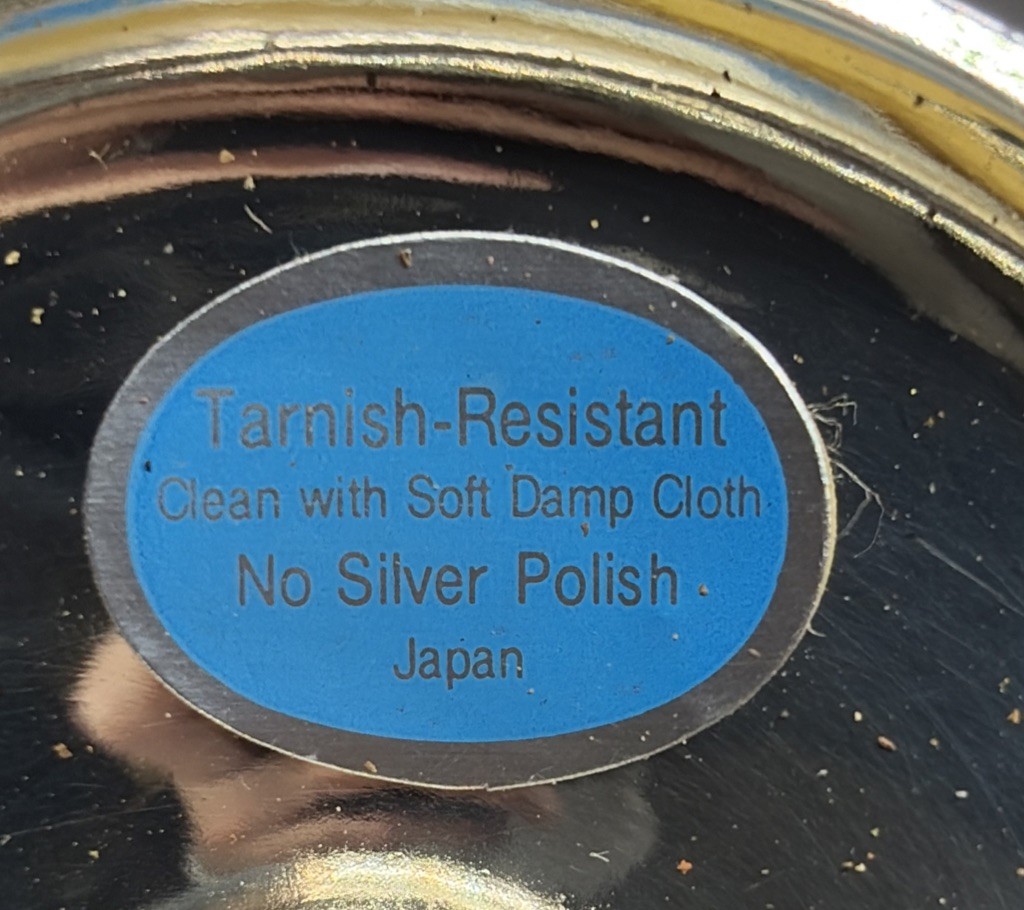 Tarnish-Resistant
Clean with Soft Damp Cloth
No Silver Polish
Japan